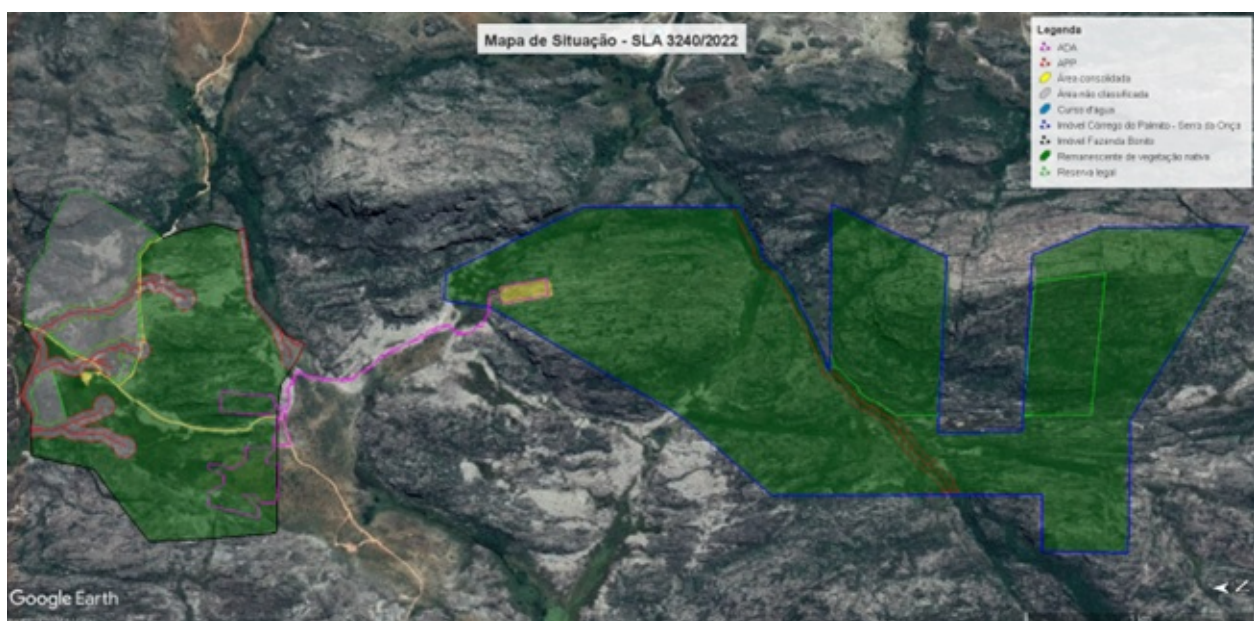 Mapa de Situação - SLA 3240/2022
Legenda
ADA
APP
Área consolidada
Área não classificada
Curso d'água
Imóvel Córrego do Palmito - Serra da Onça
Imóvel Fazenda Bonito
Remanescente de vegetação nativa
Reserva legal
Google Earth